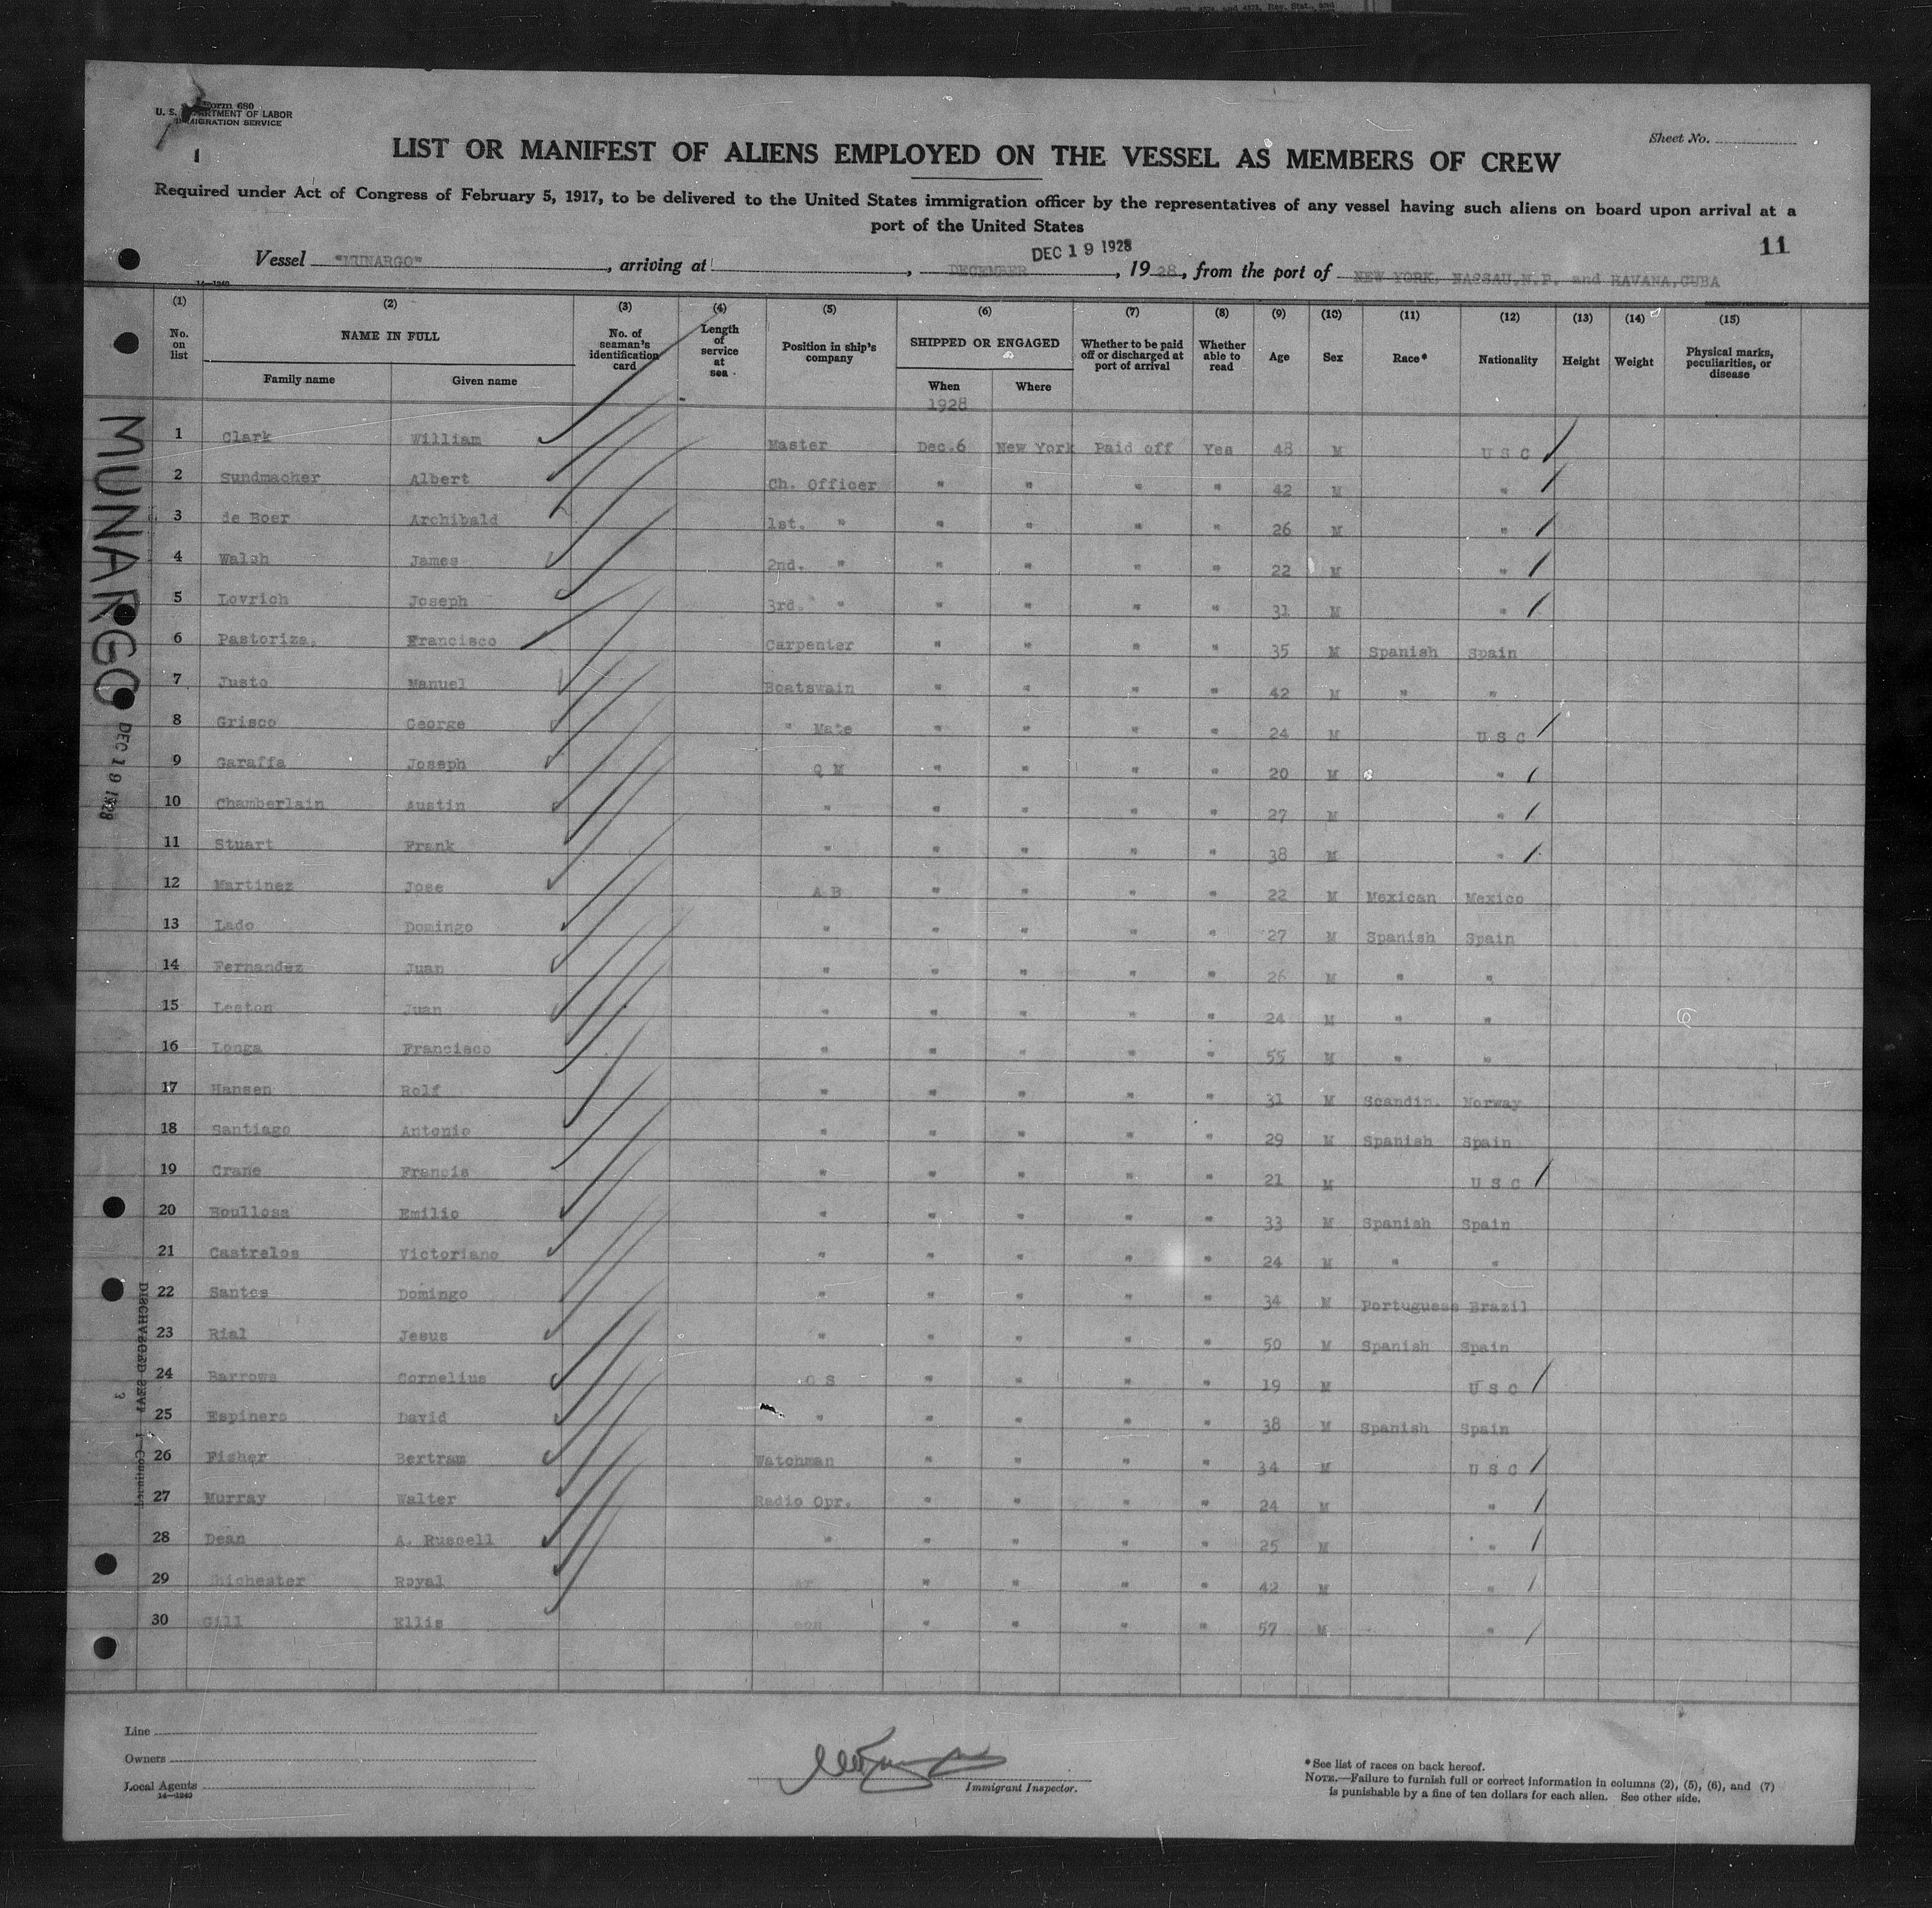 Form 680
U. S. DEPARTMENT OF LABOR
IMMIGRATION SERVICE
1
Sheet No.
LIST OR MANIFEST OF ALIENS EMPLOYED ON THE VESSEL AS MEMBERS OF CREW
Required under Act of Congress of February 5, 1917, to be delivered to the United States immigration officer by the representatives of any vessel having such aliens on board upon arrival at a
port of the United States
11
DEC 19 1928
Vessel "MUNARGO", arriving at , DECEMBER, 1928, from the port of NEW YORK, NASSAU, N.P. and HAVANA, CUBA
14-1240
(1) (2) (3) (4) (5) (6) (7) (8) (9) (10) (11) (12) (13) (14) (15)
No. on list NAME IN FULL No. of seaman's identification card Length of service at sea Position in ship's company SHIPPED OR ENGAGED Whether to be paid off or discharged at port of arrival Whether able to read Age Sex Race* Nationality Height Weight Physical marks, peculiarities, or disease
Family name Given name When Where
1928
1 Clark William Master Dec.6 New York Paid off Yes 48 M U S C
2 Sundmacher Albert Ch. Officer " " " " 42 M "
3 de Boer Archibald 1st. " " " " " 26 M "
4 Walsh James 2nd. " " " " " 22 M "
5 Lovrich Joseph 3rd. " " " " " 31 M "
6 Pastoriza, Francisco Carpenter " " " " 35 M Spanish Spain
7 Justo Manuel Boatswain " " " " 42 M " "
8 Grisco George " Mate " " " " 24 M U S C
9 Garaffa Joseph Q M " " " " 20 M "
10 Chamberlain Austin " " " " " 27 M "
11 Stuart Frank " " " " " 38 M "
12 Martinez Jose A B " " " " 22 M Mexican Mexico
13 Lado Domingo " " " " " 27 M Spanish Spain
14 Fernandez Juan " " " " " 26 M " "
15 Leston Juan " " " " " 24 M " "
16 Longa Francisco " " " " " 55 M " "
17 Hansen Rolf " " " " " 31 M Scandin. Norway
18 Santiago Antonio " " " " " 29 M Spanish Spain
19 Crane Francis " " " " " 21 M U S C
20 Boullosa Emilio " " " " " 33 M Spanish Spain
21 Castrelos Victoriano " " " " " 24 M " "
22 Santos Domingo " " " " " 34 M Portuguese Brazil
23 Rial Jesus " " " " " 50 M Spanish Spain
24 Barrows Cornelius O S " " " " 19 M U S C
25 Espinero David " " " " " 38 M Spanish Spain
26 Fisher Bertram Watchman " " " " 34 M U S C
27 Murray Walter Radio Opr. " " " " 24 M "
28 Dean A. Russell " " " " " 25 M "
29 Chichester Royal " " " " 42 M "
30 Gill Ellis " " " " 57 M "
MUNARGO
DEC 19 1928
3
Line
Owners
Local Agents
14-1240
Immigrant Inspector.
*See list of races on back hereof.
NOTE.—Failure to furnish full or correct information in columns (2), (5), (6), and (7)
is punishable by a fine of ten dollars for each alien. See other side.